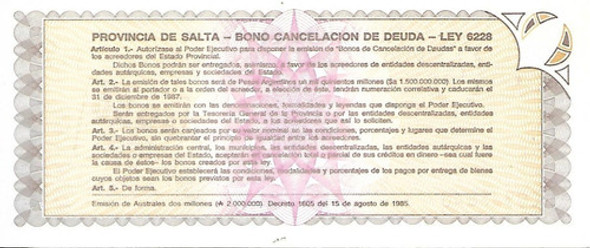 PROVINCIA DE SALTA – BONO CANCELACION DE DEUDA – LEY 6228
Artículo 1.- Autorízase al Poder Ejecutivo para disponer la emisión de "Bonos de Cancelación de Deudas" a favor de
los acreedores del Estado Provincial.
Dichos Bonos podrán ser entregados, asimismo, a favor de los acreedores de entidades descentralizadas, enti-
dades autárquicas, empresas y sociedades del Estado.
Art. 2.- La emisión de tales bonos será de Pesos Argentinos un mil quinientos millones ($a 1.500.000.000). Los mismos
se emitirán al portador o a la orden del acreedor, a elección de éste, tendrán numeración correlativa y caducarán el
31 de diciembre de 1987.
Los bonos se emitirán con las denominaciones, formalidades y leyendas que disponga el Poder Ejecutivo.
Serán entregados por la Tesorería General de la Provincia o por las entidades descentralizadas, entidades
autárquicas, empresas o sociedades del Estado, a los acreedores que así lo soliciten.
Art. 3.- Los bonos serán canjeados por su valor nominal en las condiciones, porcentajes y lugares que determine el
Poder Ejecutivo, sin quebrantar el principio de igualdad entre los acreedores.
Art. 4.- La administración central, los municipios, las entidades descentralizadas, las entidades autárquicas y las
sociedades o empresas del Estado, aceptarán en cancelación parcial de sus créditos en dinero -sea cual fuere
la causa de éstos- los bonos creados por esta ley.
El Poder Ejecutivo establecerá las condiciones, modalidades y porcentajes de los pagos por entrega de bienes
cuyos objetos sean los bonos previstos por esta ley.
Art. 5.- De forma.
Emisión de Australes dos millones (₳ 2.000.000). Decreto 1605 del 15 de agosto de 1985.